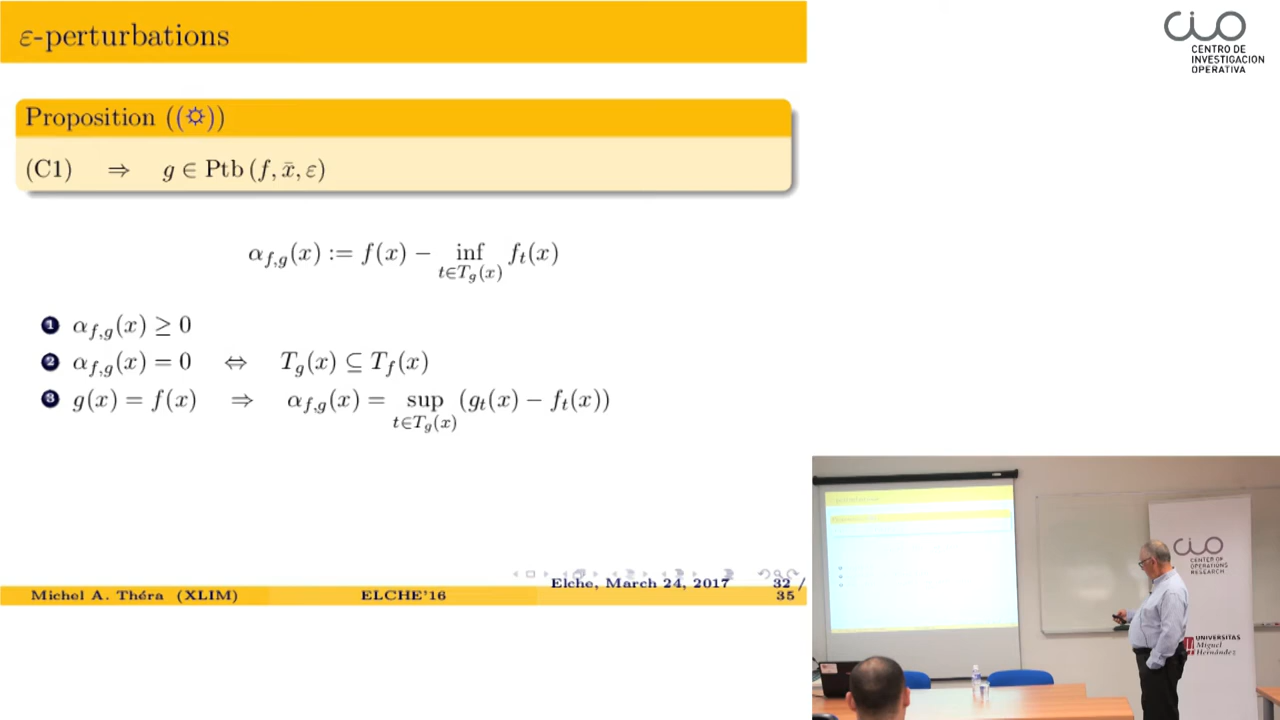 ε-perturbations
Proposition ((☼))
(C1) ⇒ g ∈ Ptb (f, x̄, ε)
α_{f,g}(x) := f(x) − inf_{t∈T_g(x)} f_t(x)
1 α_{f,g}(x) ≥ 0
2 α_{f,g}(x) = 0 ⇔ T_g(x) ⊆ T_f(x)
3 g(x) = f(x) ⇒ α_{f,g}(x) = sup_{t∈T_g(x)} (g_t(x) − f_t(x))
Michel A. Théra (XLIM)
ELCHE'16
Elche, March 24, 2017
32 / 35
CIO
CENTRO DE
INVESTIGACION
OPERATIVA
CIO
CENTER OF
OPERATIONS
RESEARCH
UNIVERSITAS
Miguel
Hernández